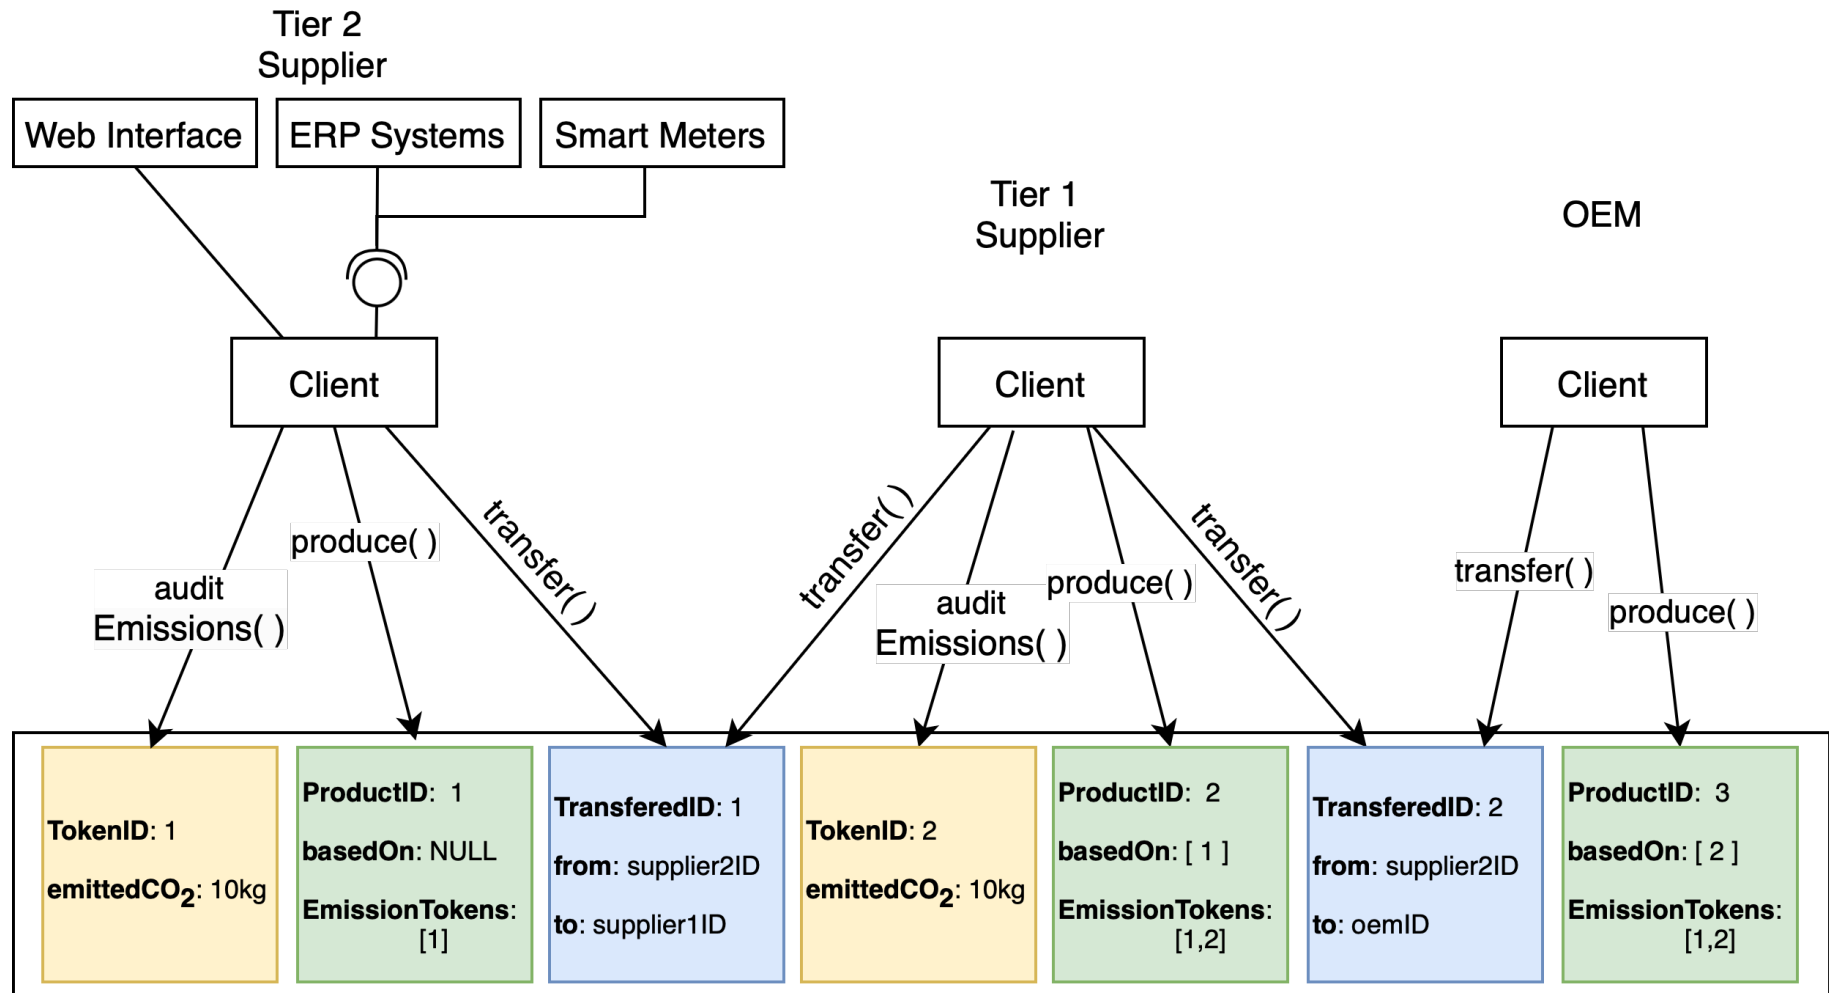 Tier 2
Supplier
Web Interface
ERP Systems
Smart Meters
Tier 1
Supplier
OEM
Client
Client
Client
audit
Emissions( )
produce( )
transfer( )
transfer( )
audit
Emissions( )
produce( )
transfer( )
transfer( )
produce( )
TokenID: 1
emittedCO2: 10kg
ProductID: 1
basedOn: NULL
EmissionTokens:
[1]
TransferedID: 1
from: supplier2ID
to: supplier1ID
TokenID: 2
emittedCO2: 10kg
ProductID: 2
basedOn: [ 1 ]
EmissionTokens:
[1,2]
TransferedID: 2
from: supplier2ID
to: oemID
ProductID: 3
basedOn: [ 2 ]
EmissionTokens:
[1,2]